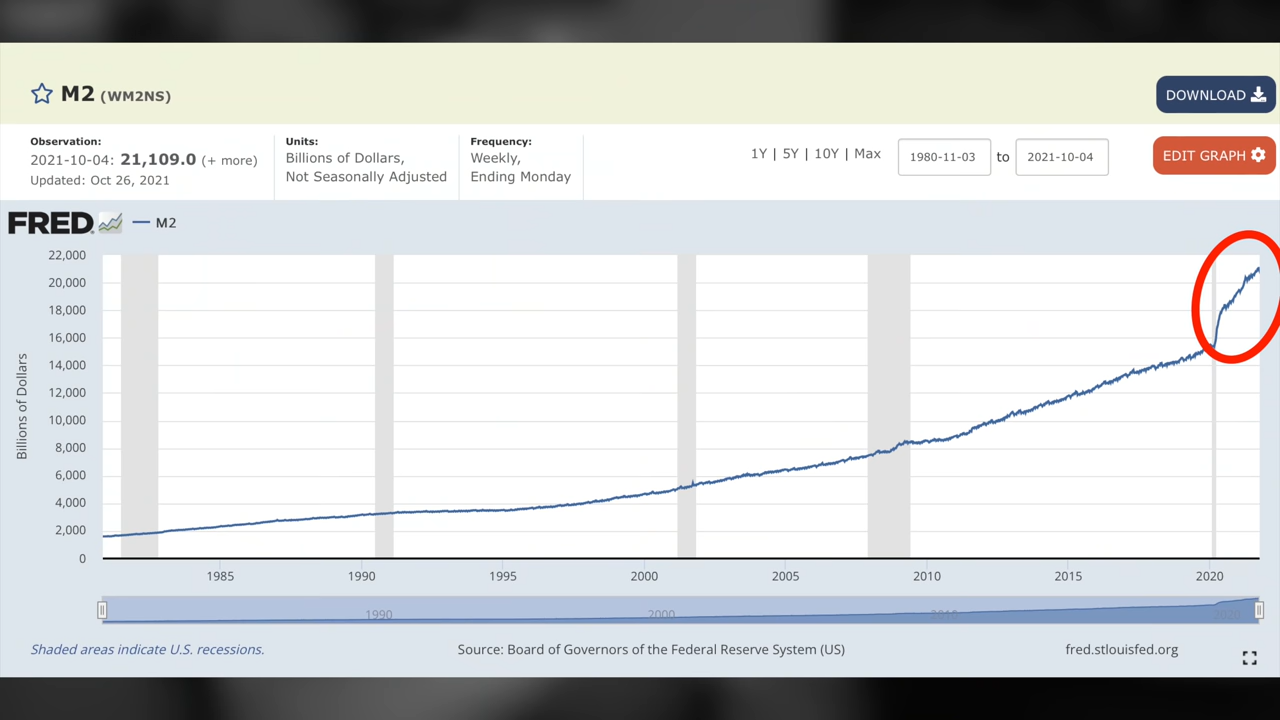 M2 (WM2NS)
DOWNLOAD
Observation:
2021-10-04: 21,109.0 (+ more)
Updated: Oct 26, 2021
Units:
Billions of Dollars,
Not Seasonally Adjusted
Frequency:
Weekly,
Ending Monday
1Y | 5Y | 10Y | Max
1980-11-03 to 2021-10-04
EDIT GRAPH
FRED
M2
Billions of Dollars
22,000
20,000
18,000
16,000
14,000
12,000
10,000
8,000
6,000
4,000
2,000
0
1985 1990 1995 2000 2005 2010 2015 2020
1990 2000 2010 2020
Shaded areas indicate U.S. recessions.
Source: Board of Governors of the Federal Reserve System (US)
fred.stlouisfed.org